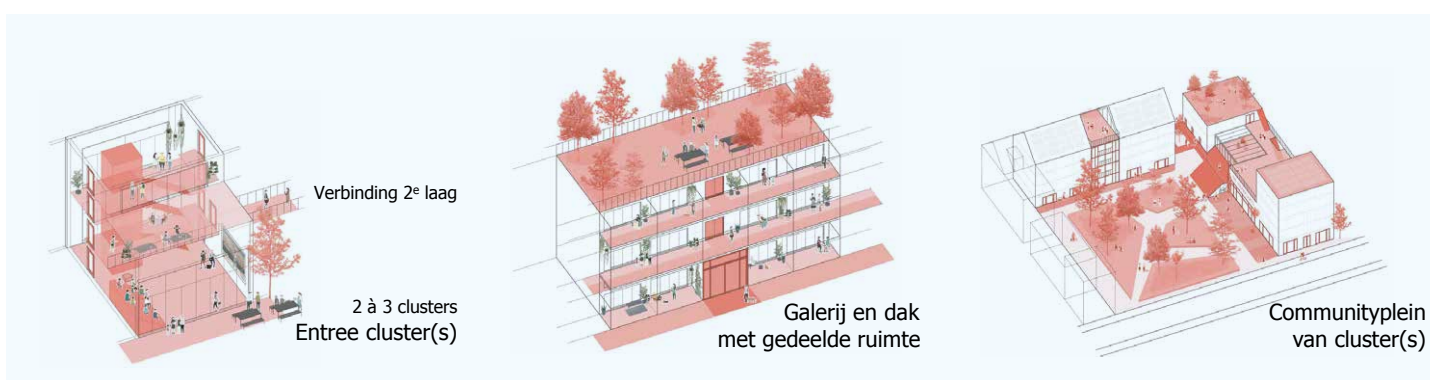 Verbinding 2ᵉ laag
2 à 3 clusters
Entree cluster(s)
Galerij en dak
met gedeelde ruimte
Communityplein
van cluster(s)